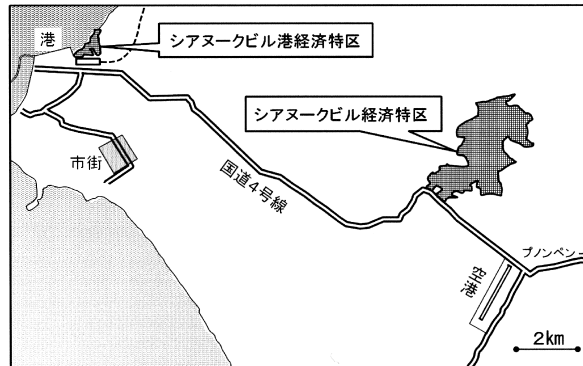 港
シアヌークビル港経済特区
シアヌークビル経済特区
市街
国道4号線
プノンペン
空港
2km